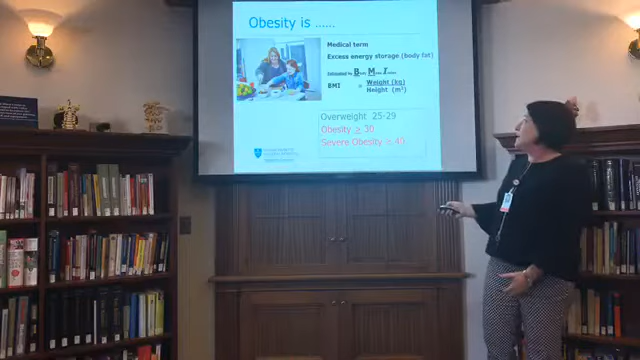 Obesity is ......
Medical term
Excess energy storage (body fat)
Estimated by Body Mass Index
BMI = Weight (kg)
Height (m²)
Overweight 25-29
Obesity ≥ 30
Severe Obesity ≥ 40